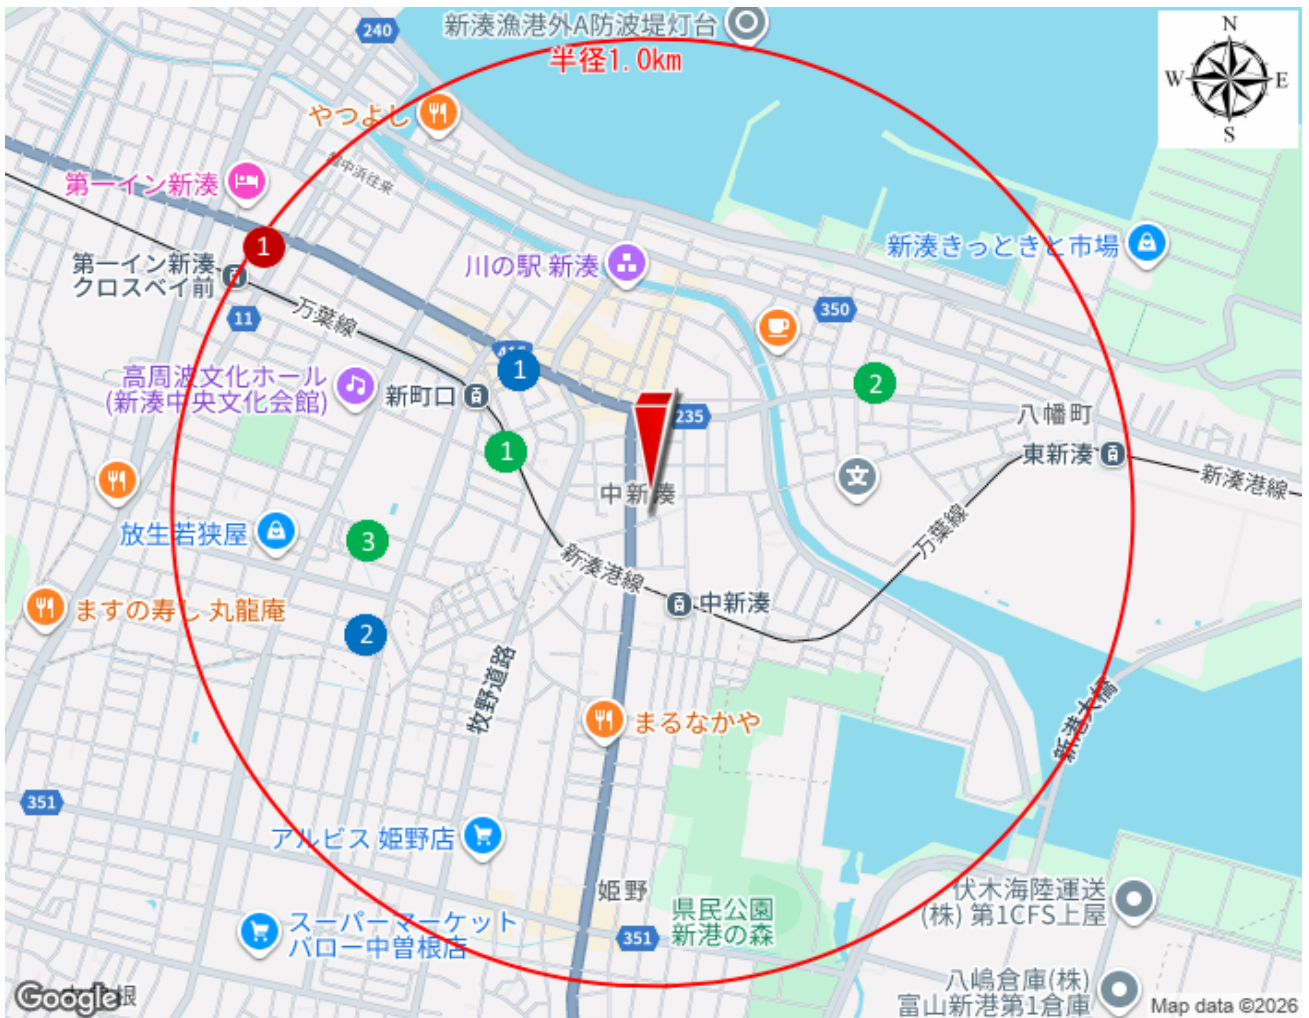 新湊漁港外A防波堤灯台
半径1.0km
N
W
E
S
240
やつよし
第一イン新湊
1
第一イン新湊
クロスベイ前
川の駅 新湊
新湊きっときと市場
11
万葉線
350
高周波文化ホール
(新湊中央文化会館)
新町口
1
2
235
八幡町
東新湊
新湊港線
1
中新湊
文
放生若狭屋
3
万葉線
新湊港線
ますの寿し 丸龍庵
中新湊
2
牧野道路
まるなかや
新港大橋
351
アルビス 姫野店
姫野
県民公園
新港の森
伏木海陸運送
(株) 第1CFS上屋
スーパーマーケット
バロー中曽根店
351
八嶋倉庫(株)
富山新港第1倉庫
Google
根
Map data ©2026